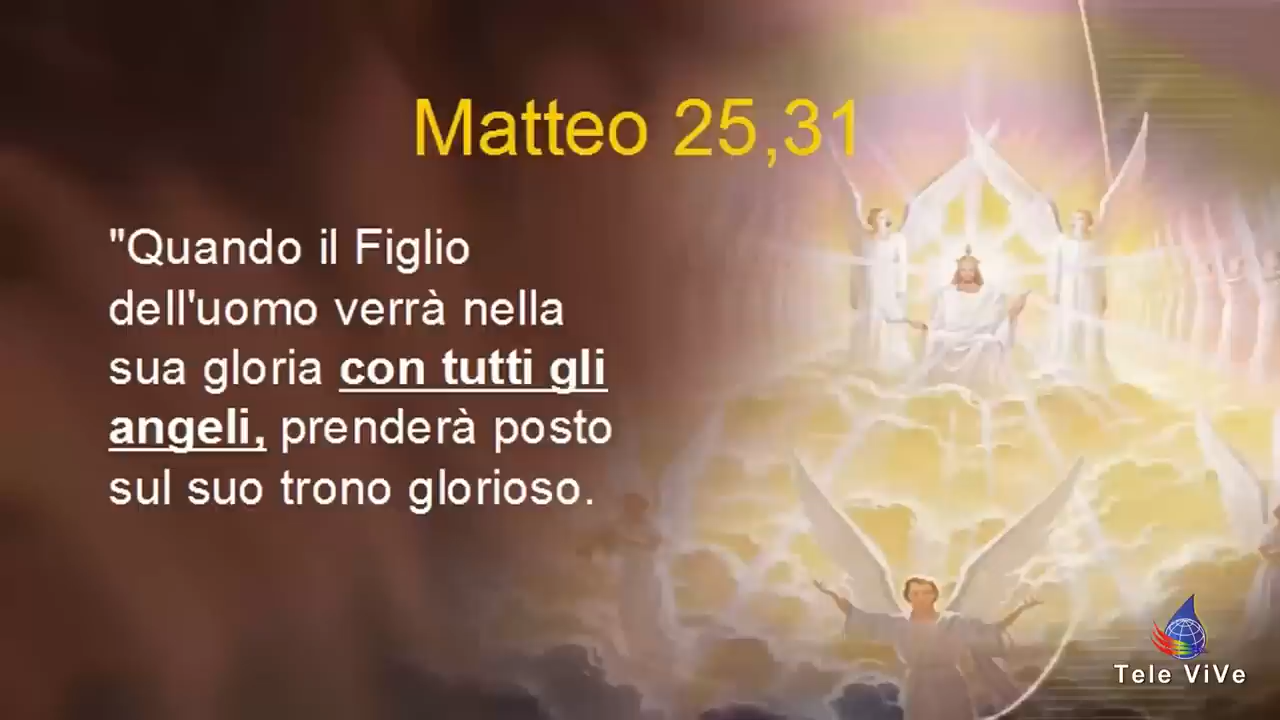 Matteo 25,31
"Quando il Figlio
dell'uomo verrà nella
sua gloria con tutti gli
angeli, prenderà posto
sul suo trono glorioso.
Tele ViVe